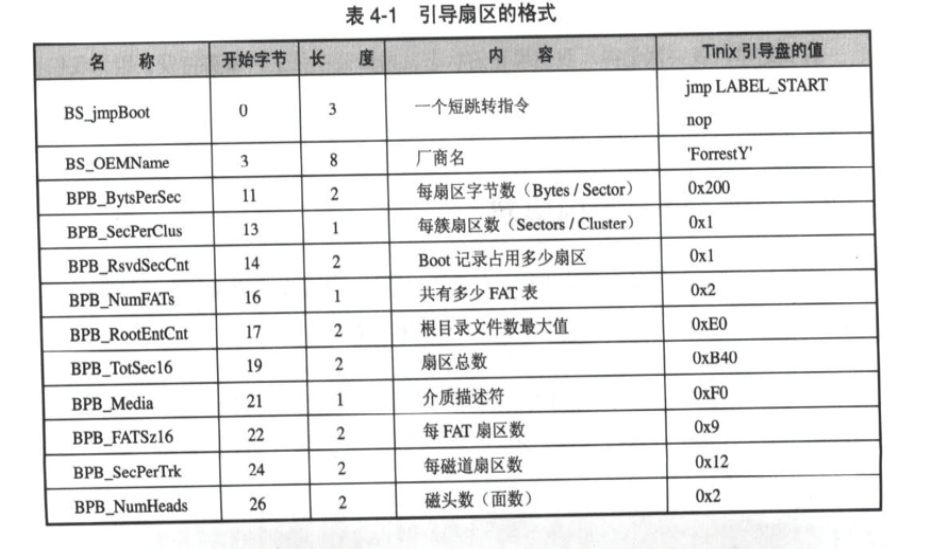 表 4-1 引导扇区的格式
名 称 开始字节 长 度 内 容 Tinix 引导盘的值
BS_jmpBoot 0 3 一个短跳转指令 jmp LABEL_START
nop
BS_OEMName 3 8 厂商名 'ForrestY'
BPB_BytsPerSec 11 2 每扇区字节数（Bytes / Sector） 0x200
BPB_SecPerClus 13 1 每簇扇区数（Sectors / Cluster） 0x1
BPB_RsvdSecCnt 14 2 Boot 记录占用多少扇区 0x1
BPB_NumFATs 16 1 共有多少 FAT 表 0x2
BPB_RootEntCnt 17 2 根目录文件数最大值 0xE0
BPB_TotSec16 19 2 扇区总数 0xB40
BPB_Media 21 1 介质描述符 0xF0
BPB_FATSz16 22 2 每 FAT 扇区数 0x9
BPB_SecPerTrk 24 2 每磁道扇区数 0x12
BPB_NumHeads 26 2 磁头数（面数） 0x2